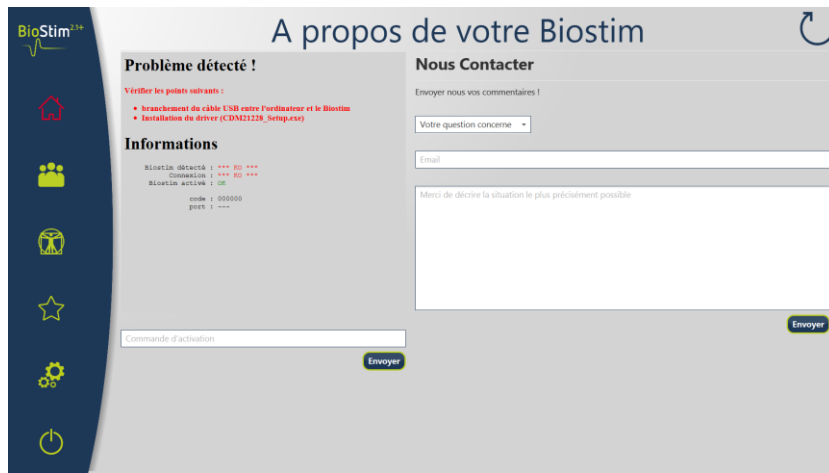 BioStim 2.1+
A propos de votre Biostim
Problème détecté !
Vérifier les points suivants :
branchement du câble USB entre l'ordinateur et le Biostim
Installation du driver (CDM21228_Setup.exe)
Informations
Biostim détecté : *** KO ***
Connexion : *** KO ***
Biostim activé : OK
code : 000000
port : ---
Commande d'activation
Envoyer
Nous Contacter
Envoyer nous vos commentaires !
Votre question concerne
Email
Merci de décrire la situation le plus précisément possible
Envoyer